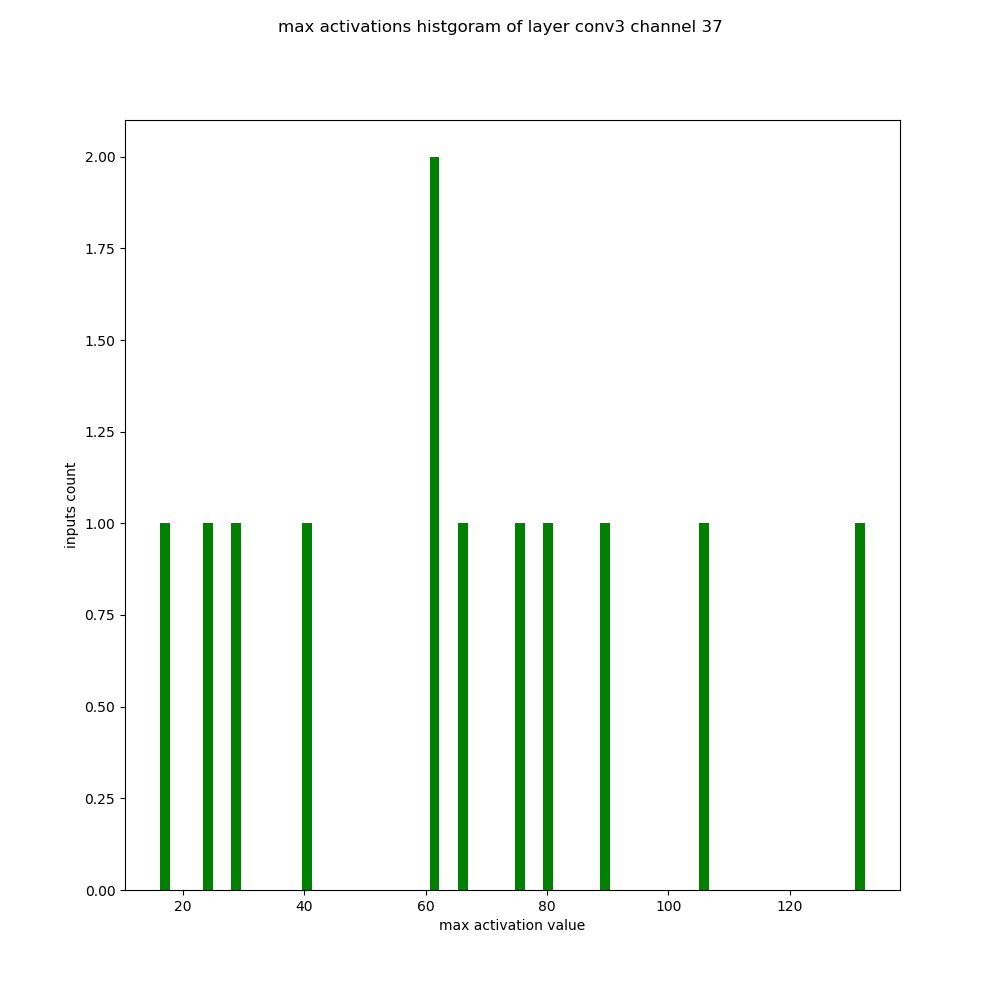 max activations histgoram of layer conv3 channel 37
2.00
1.75
1.50
1.25
1.00
0.75
0.50
0.25
0.00
inputs count
20 40 60 80 100 120
max activation value